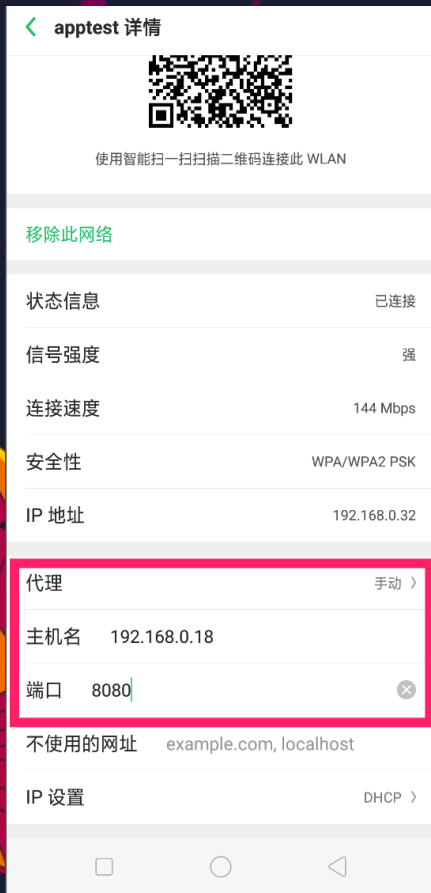 apptest 详情
使用智能扫一扫扫描二维码连接此 WLAN
移除此网络
状态信息 已连接
信号强度 强
连接速度 144 Mbps
安全性 WPA/WPA2 PSK
IP 地址 192.168.0.32
代理 手动
主机名 192.168.0.18
端口 8080
不使用的网址 example.com, localhost
IP 设置 DHCP